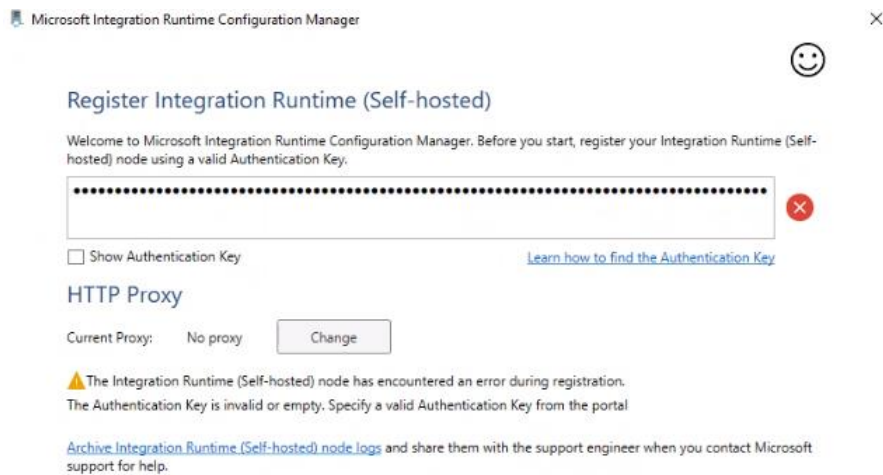 Microsoft Integration Runtime Configuration Manager
Register Integration Runtime (Self-hosted)
Welcome to Microsoft Integration Runtime Configuration Manager. Before you start, register your Integration Runtime (Self-
hosted) node using a valid Authentication Key.
Show Authentication Key
Learn how to find the Authentication Key
HTTP Proxy
Current Proxy: No proxy Change
The Integration Runtime (Self-hosted) node has encountered an error during registration.
The Authentication Key is invalid or empty. Specify a valid Authentication Key from the portal
Archive Integration Runtime (Self-hosted) node logs and share them with the support engineer when you contact Microsoft
support for help.